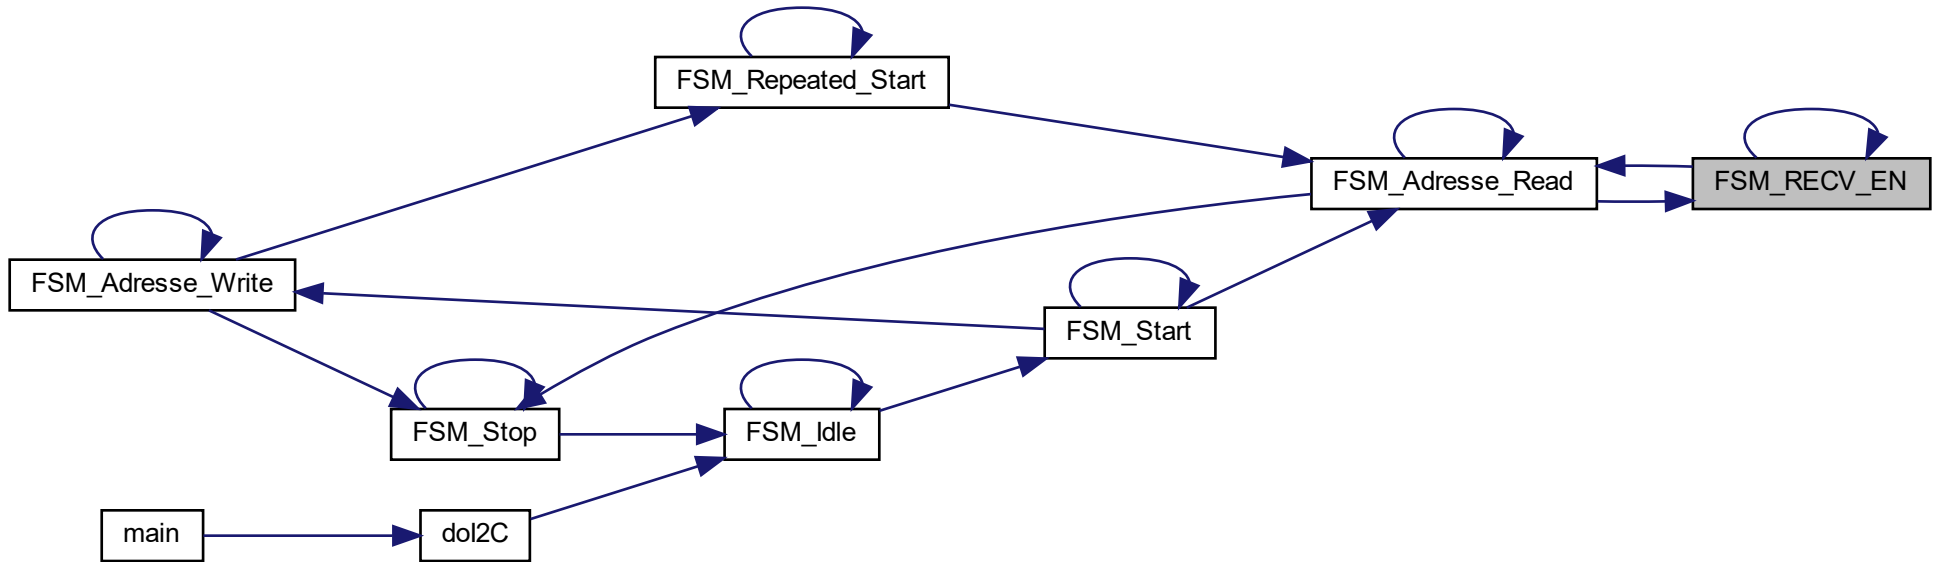 FSM_Repeated_Start
FSM_Adresse_Read
FSM_RECV_EN
FSM_Adresse_Write
FSM_Start
FSM_Stop
FSM_Idle
main
doI2C